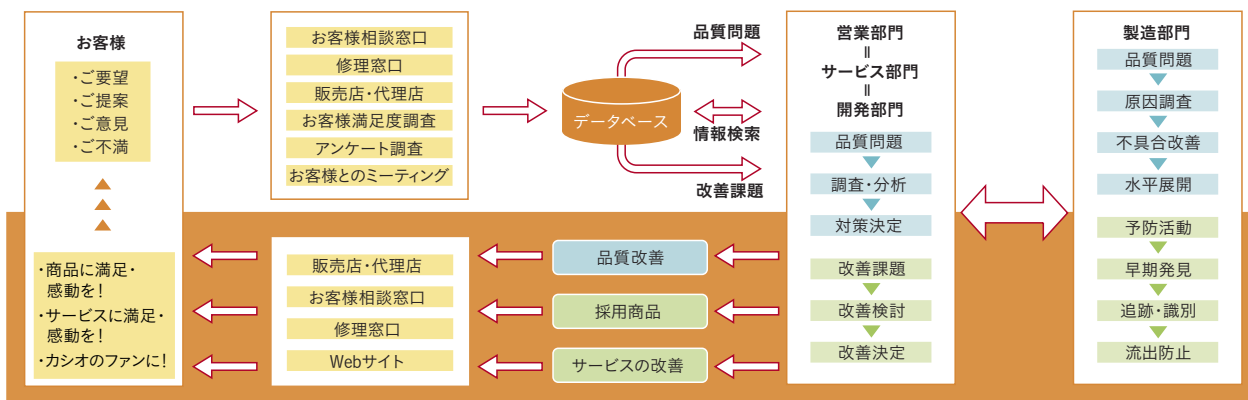 お客様
・ご要望
・ご提案
・ご意見
・ご不満
・商品に満足・
感動を!
・サービスに満足・
感動を!
・カシオのファンに!
お客様相談窓口
修理窓口
販売店・代理店
お客様満足度調査
アンケート調査
お客様とのミーティング
データベース
品質問題
情報検索
改善課題
営業部門
=
サービス部門
=
開発部門
品質問題
調査・分析
対策決定
改善課題
改善検討
改善決定
製造部門
品質問題
原因調査
不具合改善
水平展開
予防活動
早期発見
追跡・識別
流出防止
品質改善
採用商品
サービスの改善
販売店・代理店
お客様相談窓口
修理窓口
Webサイト